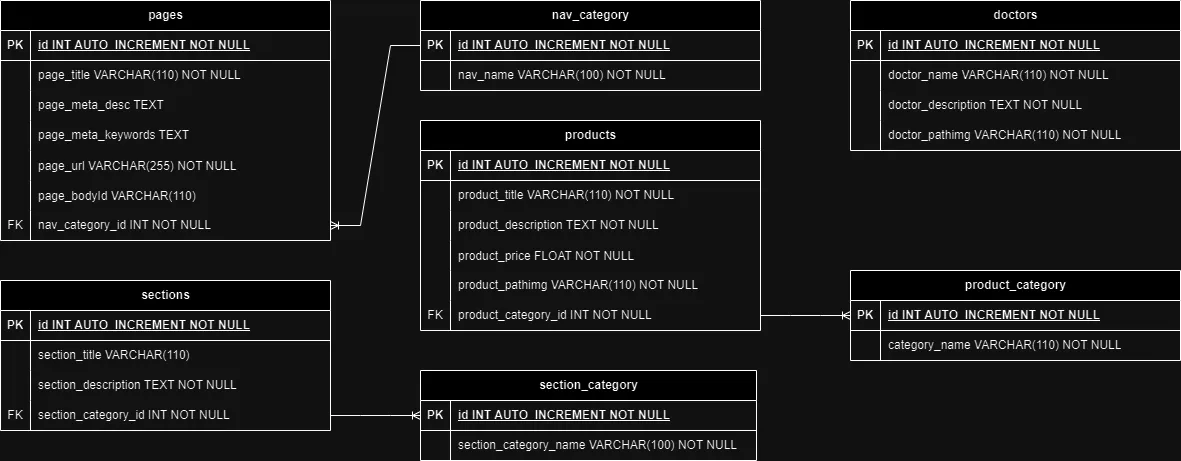 pages
PK id INT AUTO_INCREMENT NOT NULL
page_title VARCHAR(110) NOT NULL
page_meta_desc TEXT
page_meta_keywords TEXT
page_url VARCHAR(255) NOT NULL
page_bodyId VARCHAR(110)
FK nav_category_id INT NOT NULL
nav_category
PK id INT AUTO_INCREMENT NOT NULL
nav_name VARCHAR(100) NOT NULL
doctors
PK id INT AUTO_INCREMENT NOT NULL
doctor_name VARCHAR(110) NOT NULL
doctor_description TEXT NOT NULL
doctor_pathimg VARCHAR(110) NOT NULL
products
PK id INT AUTO_INCREMENT NOT NULL
product_title VARCHAR(110) NOT NULL
product_description TEXT NOT NULL
product_price FLOAT NOT NULL
product_pathimg VARCHAR(110) NOT NULL
FK product_category_id INT NOT NULL
product_category
PK id INT AUTO_INCREMENT NOT NULL
category_name VARCHAR(110) NOT NULL
sections
PK id INT AUTO_INCREMENT NOT NULL
section_title VARCHAR(110)
section_description TEXT NOT NULL
FK section_category_id INT NOT NULL
section_category
PK id INT AUTO_INCREMENT NOT NULL
section_category_name VARCHAR(100) NOT NULL